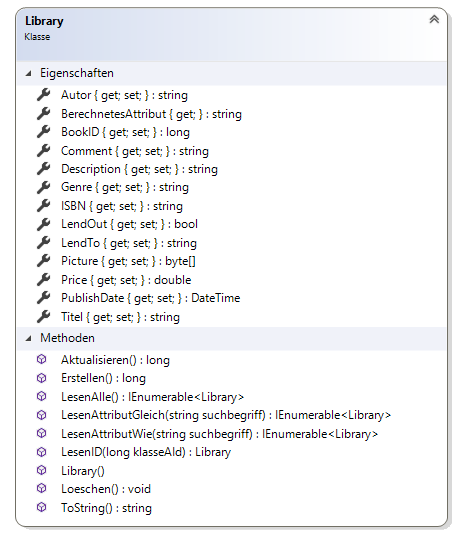 Library
Klasse
Eigenschaften
Autor { get; set; } : string
BerechnetesAttribut { get; } : string
BookID { get; set; } : long
Comment { get; set; } : string
Description { get; set; } : string
Genre { get; set; } : string
ISBN { get; set; } : string
LendOut { get; set; } : bool
LendTo { get; set; } : string
Picture { get; set; } : byte[]
Price { get; set; } : double
PublishDate { get; set; } : DateTime
Titel { get; set; } : string
Methoden
Aktualisieren() : long
Erstellen() : long
LesenAlle() : IEnumerable<Library>
LesenAttributGleich(string suchbegriff) : IEnumerable<Library>
LesenAttributWie(string suchbegriff) : IEnumerable<Library>
LesenID(long klasseAId) : Library
Library()
Loeschen() : void
ToString() : string